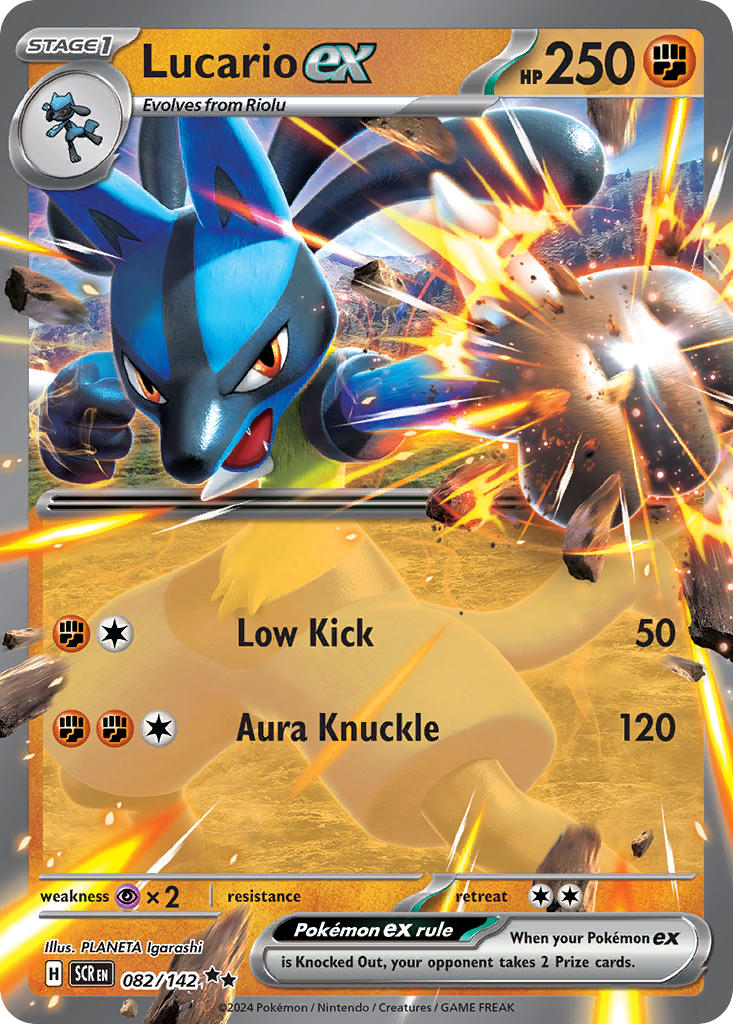 STAGE 1
Lucario ex
HP 250
Evolves from Riolu
Low Kick 50
Aura Knuckle 120
weakness ×2 resistance retreat
Illus. PLANETA Igarashi
Pokémon ex rule
When your Pokémon ex
is Knocked Out, your opponent takes 2 Prize cards.
H SCR EN 082/142
©2024 Pokémon / Nintendo / Creatures / GAME FREAK